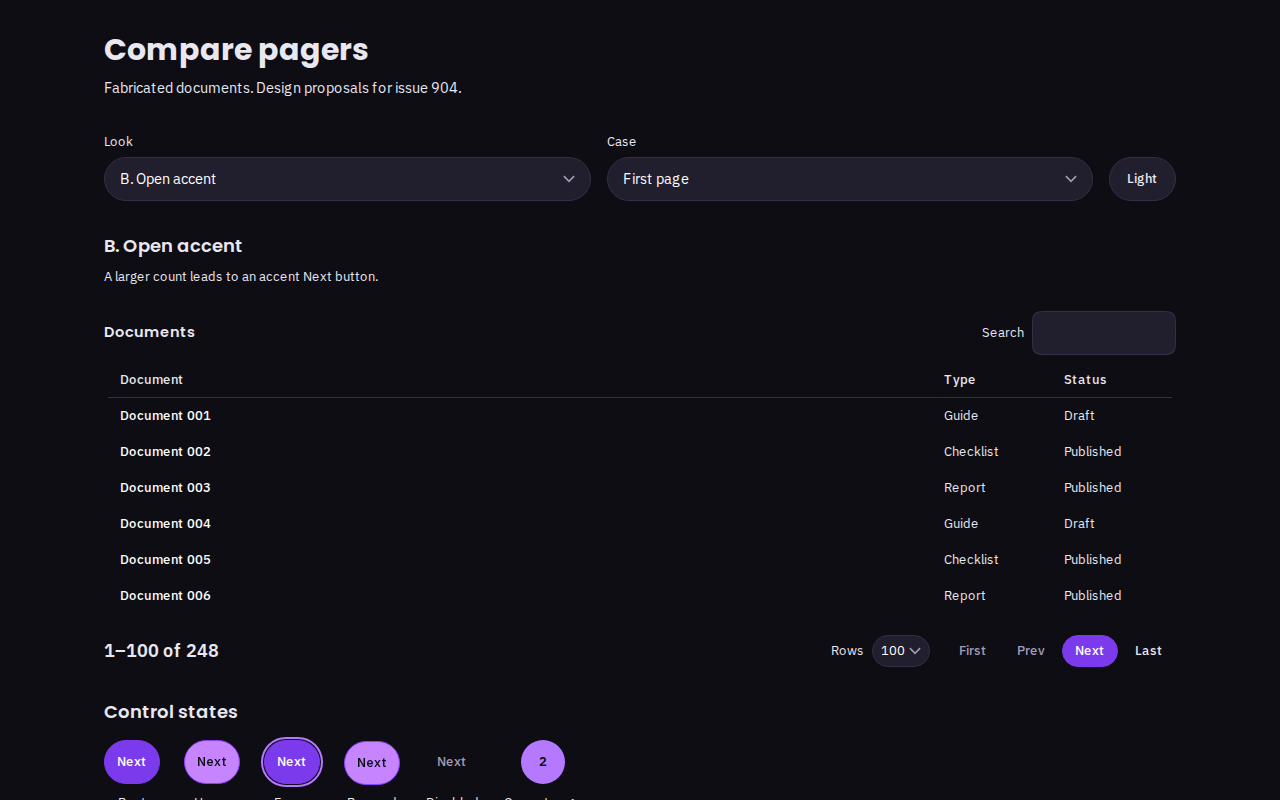 Compare pagers
Fabricated documents. Design proposals for issue 904.
Look Case
B. Open accent First page Light
B. Open accent
A larger count leads to an accent Next button.
Documents Search
Document Type Status
Document 001 Guide Draft
Document 002 Checklist Published
Document 003 Report Published
Document 004 Guide Draft
Document 005 Checklist Published
Document 006 Report Published
1–100 of 248 Rows 100 First Prev Next Last
Control states
Next Next Next Next Next 2